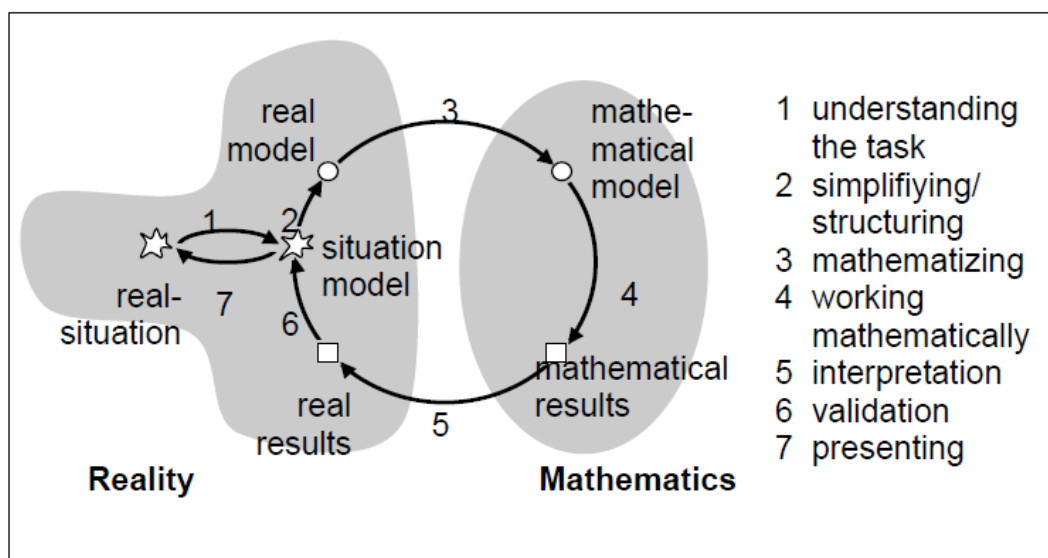 real
model
3
mathe-
matical
model
1
2
situation
model
real-
situation
7
6
4
real
results
5
mathematical
results
Reality
Mathematics
1 understanding
the task
2 simplifiying/
structuring
3 mathematizing
4 working
mathematically
5 interpretation
6 validation
7 presenting